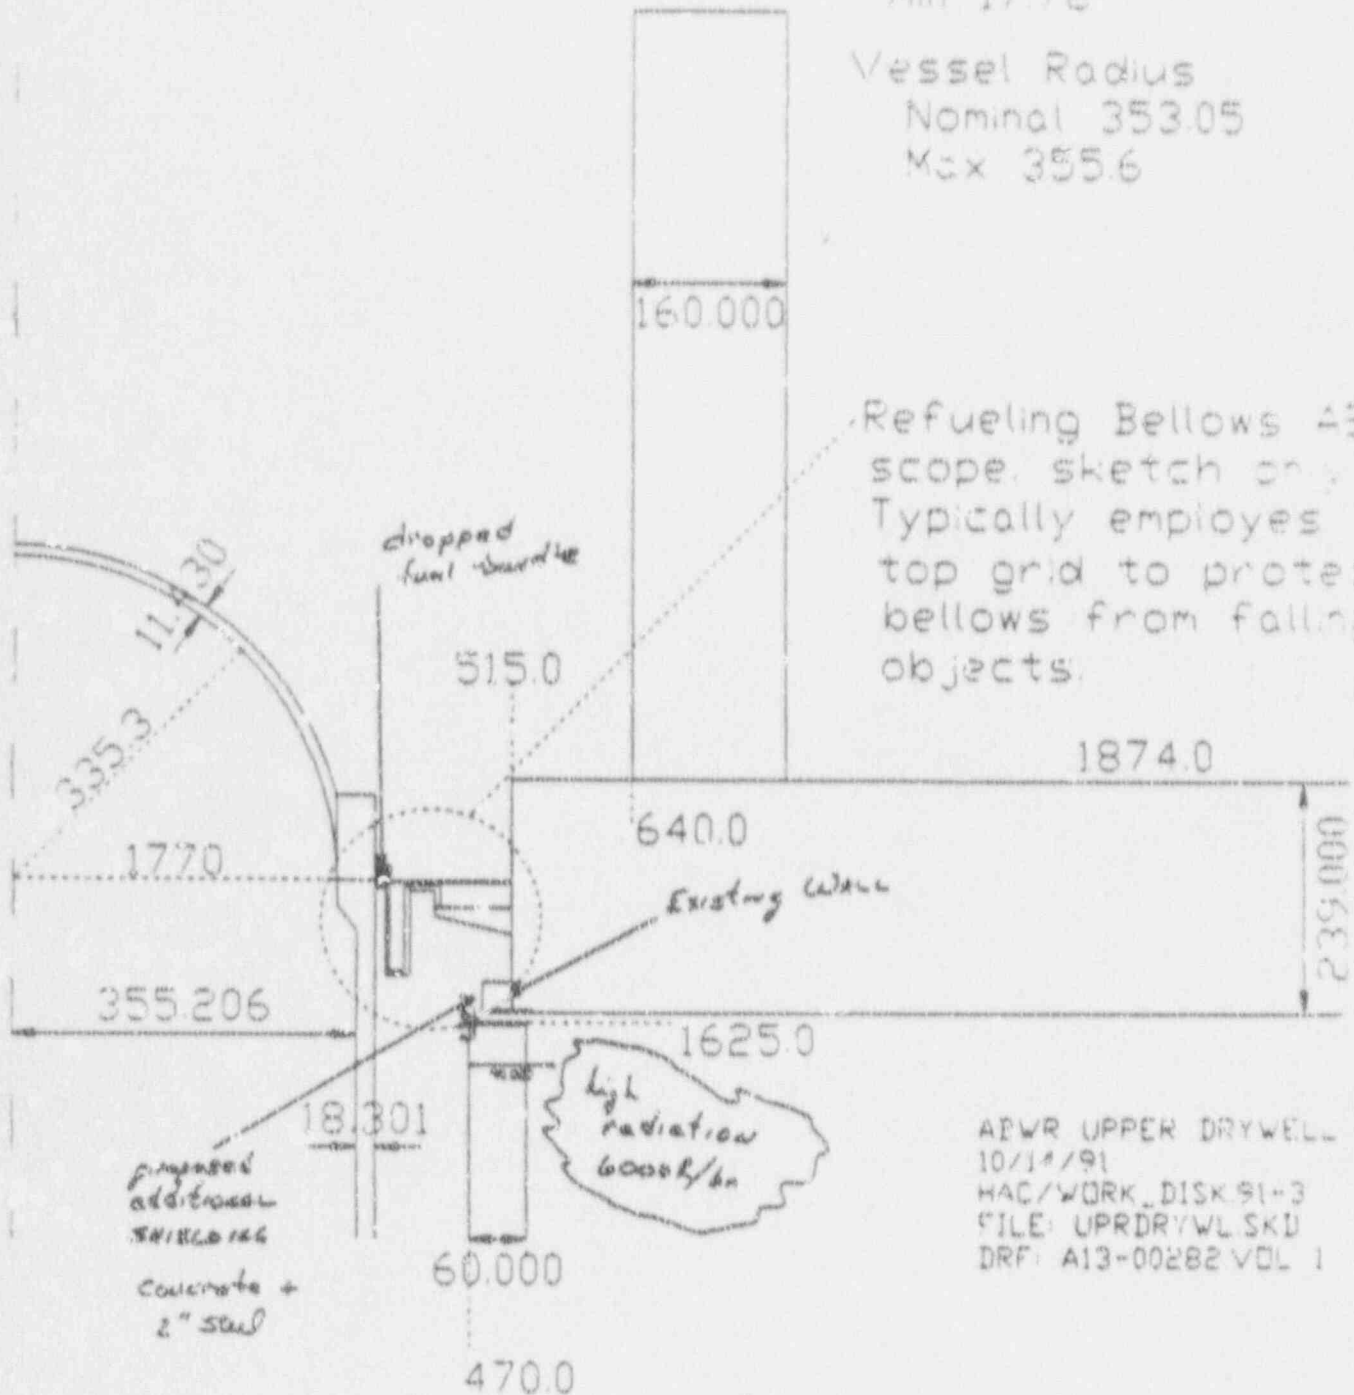 Vessel Radius
Nominal 353.05
Max 355.6
160.000
Refueling Bellows
scope. sketch
Typically employes
top grid to
bellows from
objects.
dropped
fuel bundle
11.430
335.3
515.0
1874.0
640.0
1770
Existing WALL
239.000
355.206
1625.0
high
radiation
6000R/hr
18.301
proposed
additional
SHIELDING
concrete +
2" steel
60.000
470.0
ABWR UPPER DRYWELL
HAC/WORK_DISK.91-3
FILE: UPRDRYWL.SKD
DRF: A13-00282 VOL 1